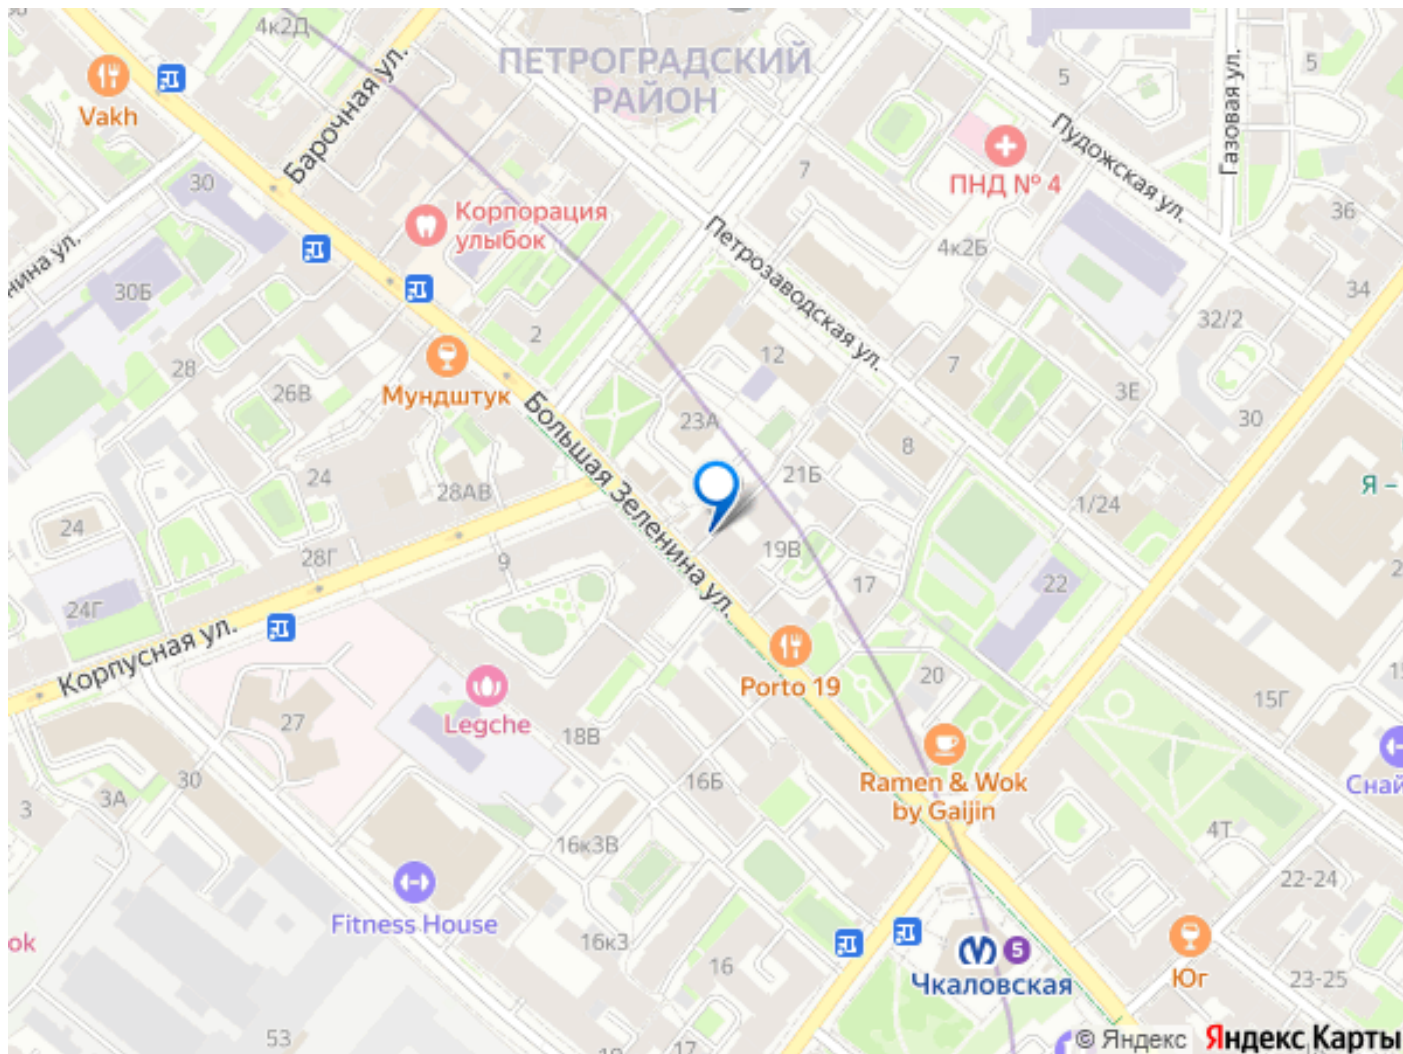 4к2Д
ПЕТРОГРАДСКИЙ
РАЙОН
Vakh
Барочная ул.
5
5
Газовая ул.
Пудожская ул.
7
ПНД № 4
30
Корпорация
улыбок
36
4к2Б
Петрозаводская ул.
нина ул.
30Б
34
32/2
2
12
7
28
Мундштук
26В
3Е
30
Большая Зеленина ул.
23А
8
24
28АВ
21Б
Я –
1/24
24
28Г
9
19В
17
22
24Г
Корпусная ул.
20
Porto 19
Legche
27
18В
15Г
30
3А
3
16Б
Ramen & Wok
by Gaijin
Снай
4Т
16к3В
22-24
Fitness House
ok
16к3
16
5
Чкаловская
Юг
23-25
53
17
© Яндекс
Яндекс Карты